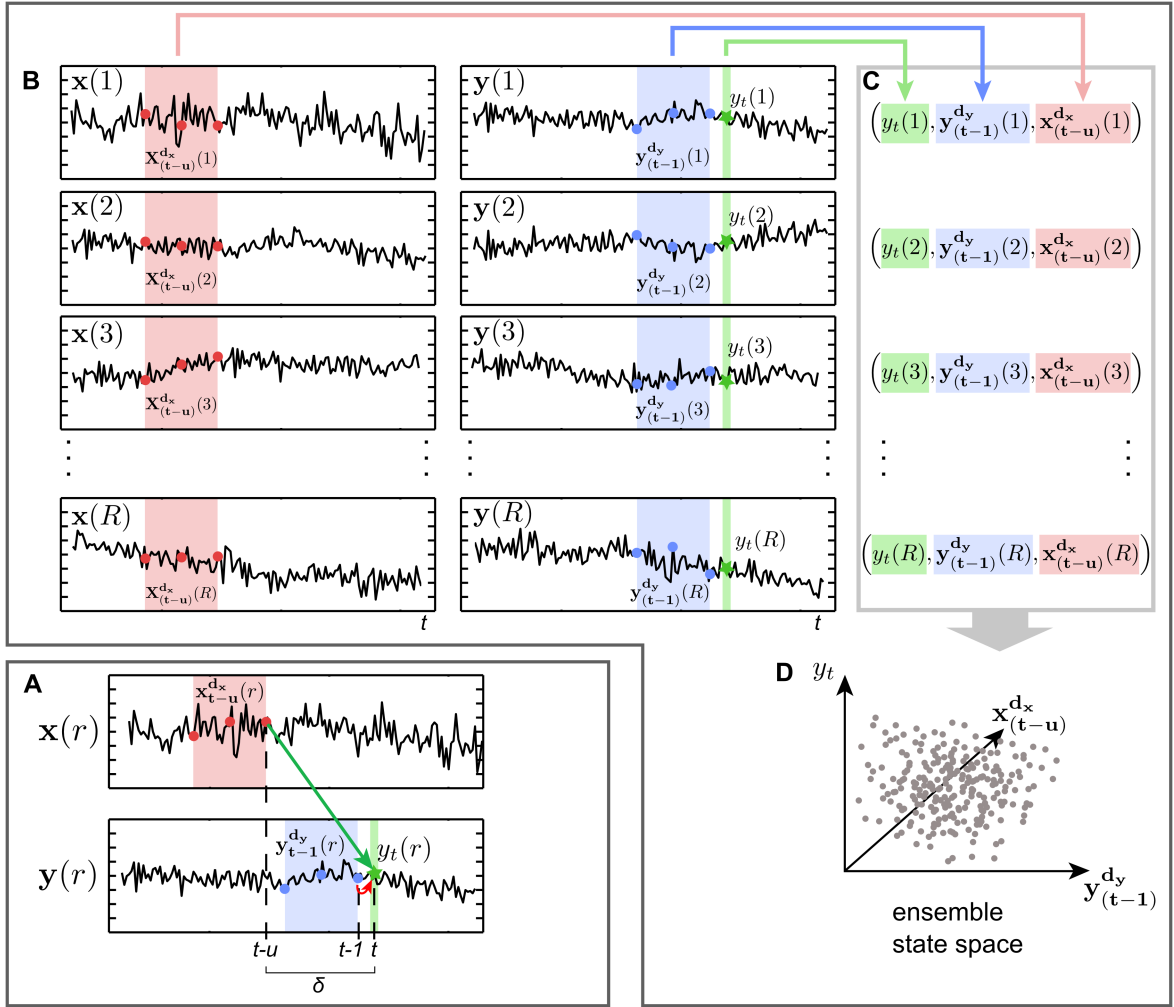 B
x(1)
X^{d_x}_{(t-u)}(1)
y(1)
y_t(1)
y^{d_y}_{(t-1)}(1)
C
(y_t(1), y^{d_y}_{(t-1)}(1), x^{d_x}_{(t-u)}(1))
x(2)
X^{d_x}_{(t-u)}(2)
y(2)
y_t(2)
y^{d_y}_{(t-1)}(2)
(y_t(2), y^{d_y}_{(t-1)}(2), x^{d_x}_{(t-u)}(2))
x(3)
X^{d_x}_{(t-u)}(3)
y(3)
y_t(3)
y^{d_y}_{(t-1)}(3)
(y_t(3), y^{d_y}_{(t-1)}(3), x^{d_x}_{(t-u)}(3))
x(R)
X^{d_x}_{(t-u)}(R)
y(R)
y_t(R)
y^{d_y}_{(t-1)}(R)
(y_t(R), y^{d_y}_{(t-1)}(R), x^{d_x}_{(t-u)}(R))
t
t
A
x^{d_x}_{t-u}(r)
x(r)
y^{d_y}_{t-1}(r)
y_t(r)
y(r)
t-u
t-1
t
δ
D
y_t
x^{d_x}_{(t-u)}
y^{d_y}_{(t-1)}
ensemble
state space